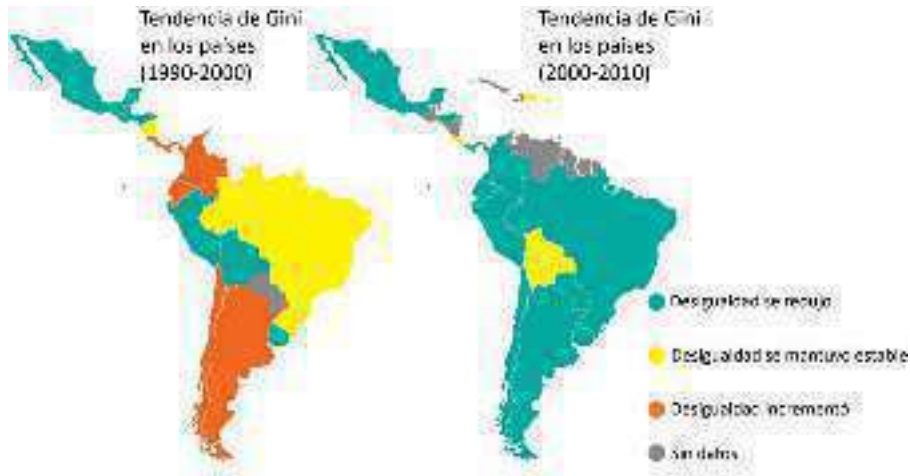 Tendencia de Gini
en los países
(1990-2000)
Tendencia de Gini
en los países
(2000-2010)
Desigualdad se redujo
Desigualdad se mantuvo estable
Desigualdad incrementó
Sin datos